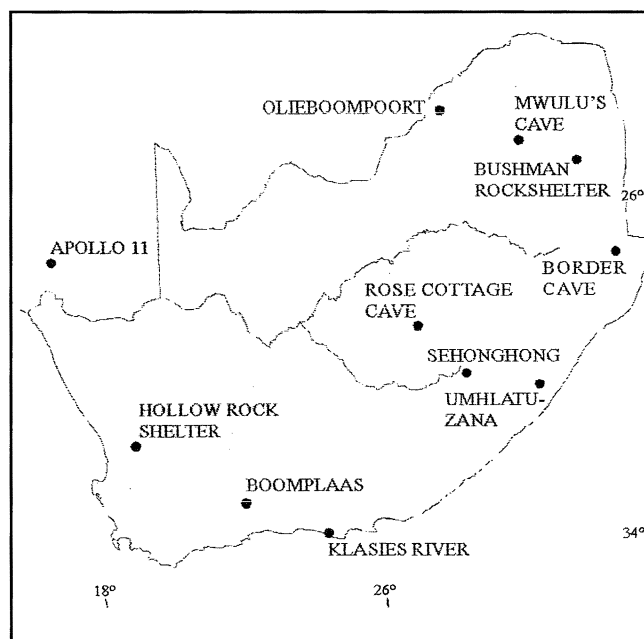 OLIEBOOMPOORT
MWULU'S
CAVE
BUSHMAN
ROCKSHELTER
26°
APOLLO 11
BORDER
CAVE
ROSE COTTAGE
CAVE
SEHONGHONG
UMHLATU-
ZANA
HOLLOW ROCK
SHELTER
BOOMPLAAS
KLASIES RIVER
34°
18°
26°